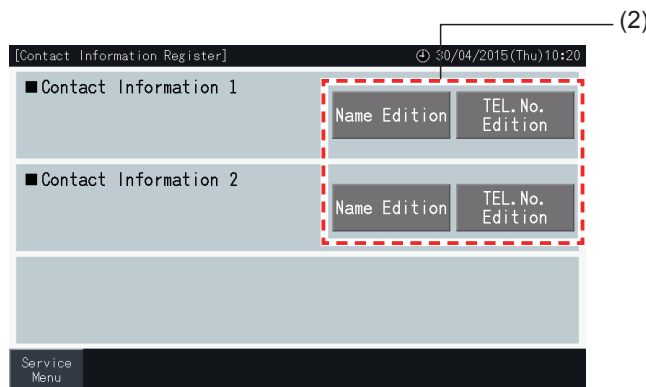 (2)
[Contact Information Register] 30/04/2015(Thu)10:20
■Contact Information 1
Name Edition
TEL.No.
Edition
■Contact Information 2
Name Edition
TEL.No.
Edition
Service
Menu